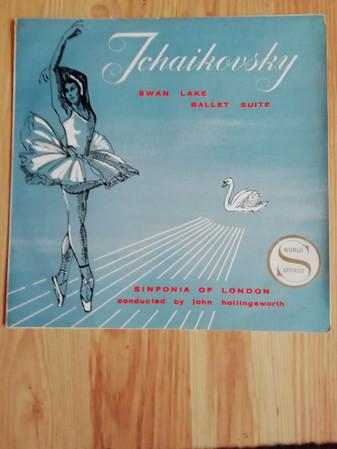 Tchaikovsky
SWAN LAKE
BALLET SUITE
WORLD
S
STEREO
SINFONIA OF LONDON
conducted by john hollingsworth